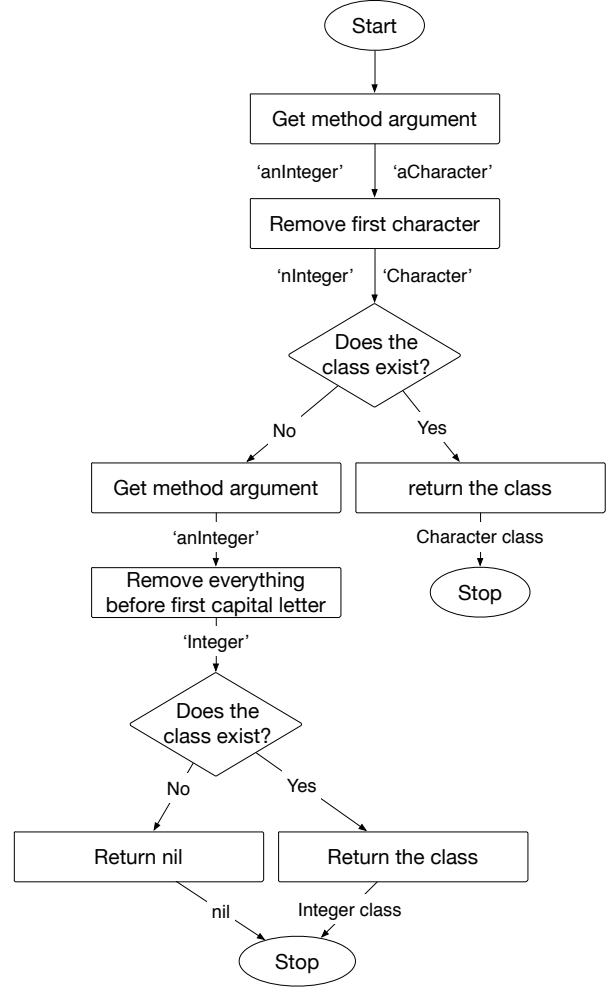 Start
Get method argument
‘anInteger’ ‘aCharacter’
Remove first character
‘nInteger’ ‘Character’
Does the
class exist?
No Yes
Get method argument
return the class
‘anInteger’
Character class
Remove everything
before first capital letter
Stop
‘Integer’
Does the
class exist?
No Yes
Return nil
Return the class
nil
Integer class
Stop